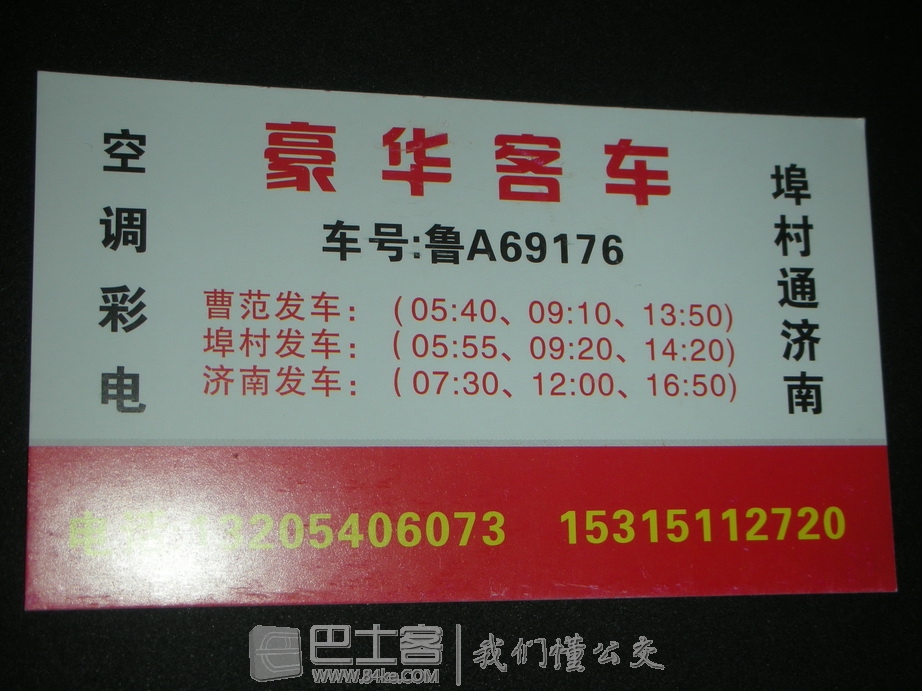 豪华客车
空调彩电
车号:鲁A69176
埠村通济南
曹范发车：(05:40、09:10、13:50)
埠村发车：(05:55、09:20、14:20)
济南发车：(07:30、12:00、16:50)
电话:13205406073 15315112720
巴士客 我们懂公交
www.54ke.com